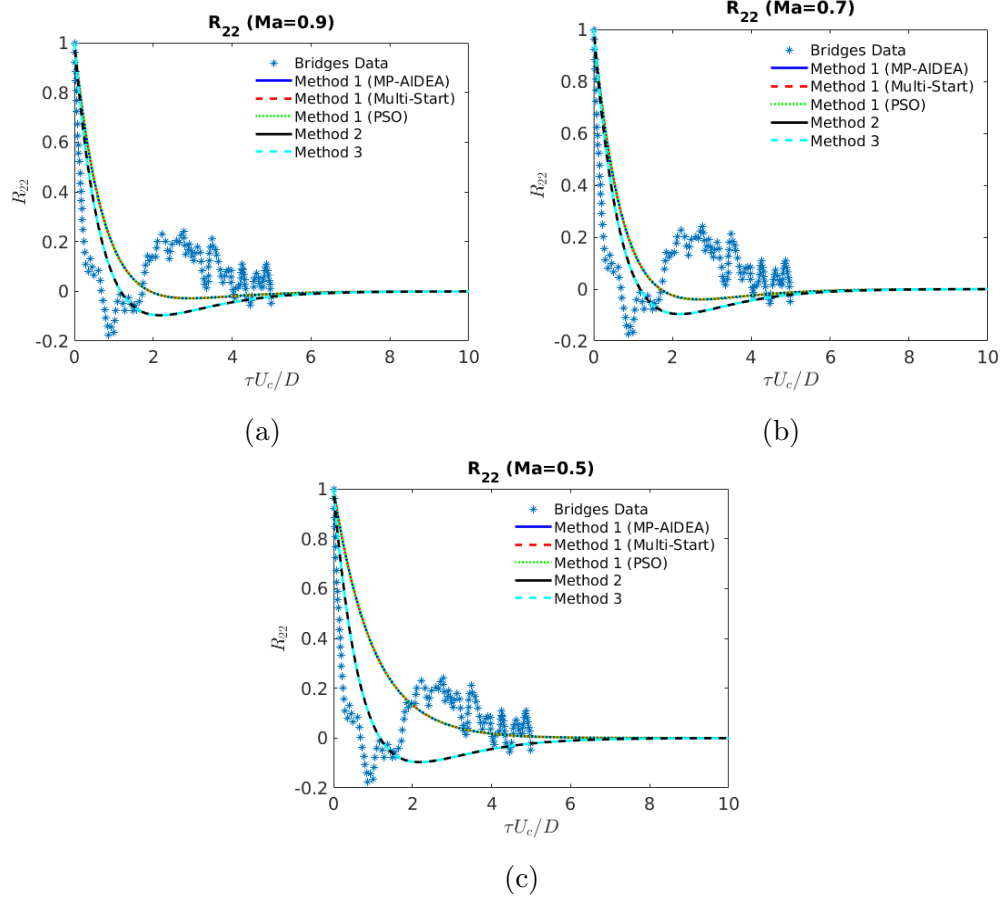 R22 (Ma=0.9)
1
0.8
0.6
0.4
0.2
0
-0.2
R22
Bridges Data
Method 1 (MP-AIDEA)
Method 1 (Multi-Start)
Method 1 (PSO)
Method 2
Method 3
0 2 4 6 8 10
τUc/D
(a)
R22 (Ma=0.7)
1
0.8
0.6
0.4
0.2
0
-0.2
R22
Bridges Data
Method 1 (MP-AIDEA)
Method 1 (Multi-Start)
Method 1 (PSO)
Method 2
Method 3
0 2 4 6 8 10
τUc/D
(b)
R22 (Ma=0.5)
1
0.8
0.6
0.4
0.2
0
-0.2
R22
Bridges Data
Method 1 (MP-AIDEA)
Method 1 (Multi-Start)
Method 1 (PSO)
Method 2
Method 3
0 2 4 6 8 10
τUc/D
(c)